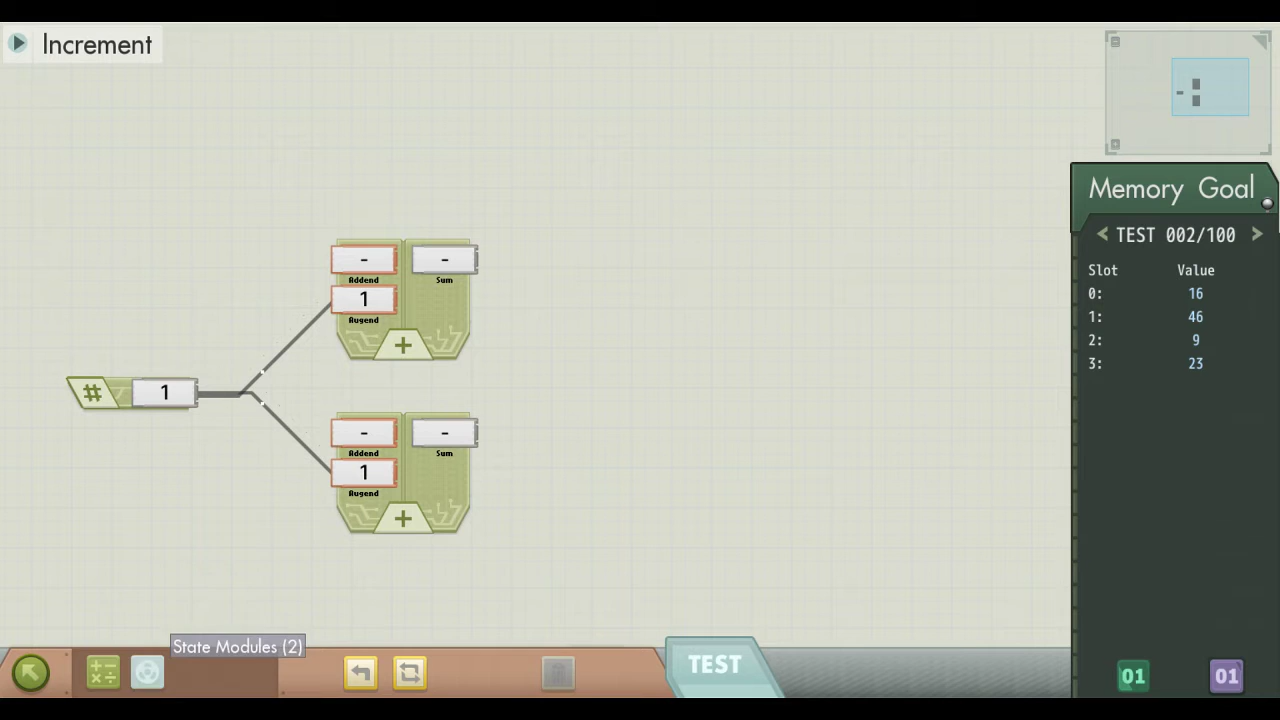 Increment
Memory Goal
< TEST 002/100 >
Slot Value
0: 16
1: 46
2: 9
3: 23
- -
Addend Sum
1
Augend
+
# 1
- -
Addend Sum
1
Augend
+
State Modules (2)
TEST
01 01